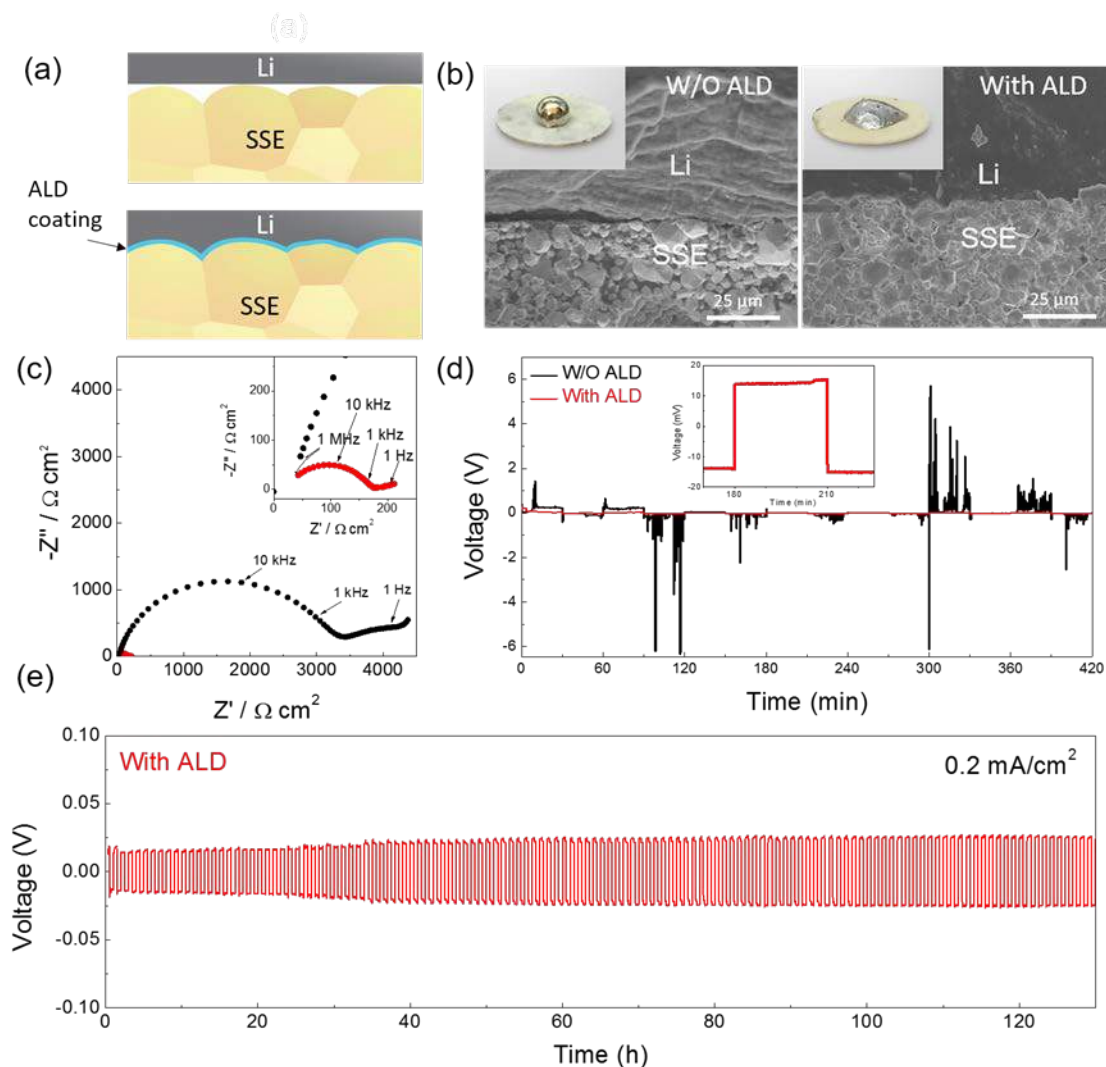 (a)
(a)
Li
SSE
ALD
coating
Li
SSE
(b)
W/O ALD
Li
SSE
25 µm
With ALD
Li
SSE
25 µm
(c)
-Z'' / Ω cm²
4000
3000
2000
1000
0
0 1000 2000 3000 4000
Z' / Ω cm²
10 kHz
1 kHz
1 Hz
-Z'' / Ω cm²
200
100
0
0 100 200
Z' / Ω cm²
10 kHz
1 MHz
1 kHz
1 Hz
(d)
W/O ALD
With ALD
Voltage (V)
6
4
2
0
-2
-4
-6
0 60 120 180 240 300 360 420
Time (min)
Voltage (mV)
20
10
0
-10
-20
180 210
Time (min)
(e)
With ALD
0.2 mA/cm²
Voltage (V)
0.10
0.05
0.00
-0.05
-0.10
0 20 40 60 80 100 120
Time (h)